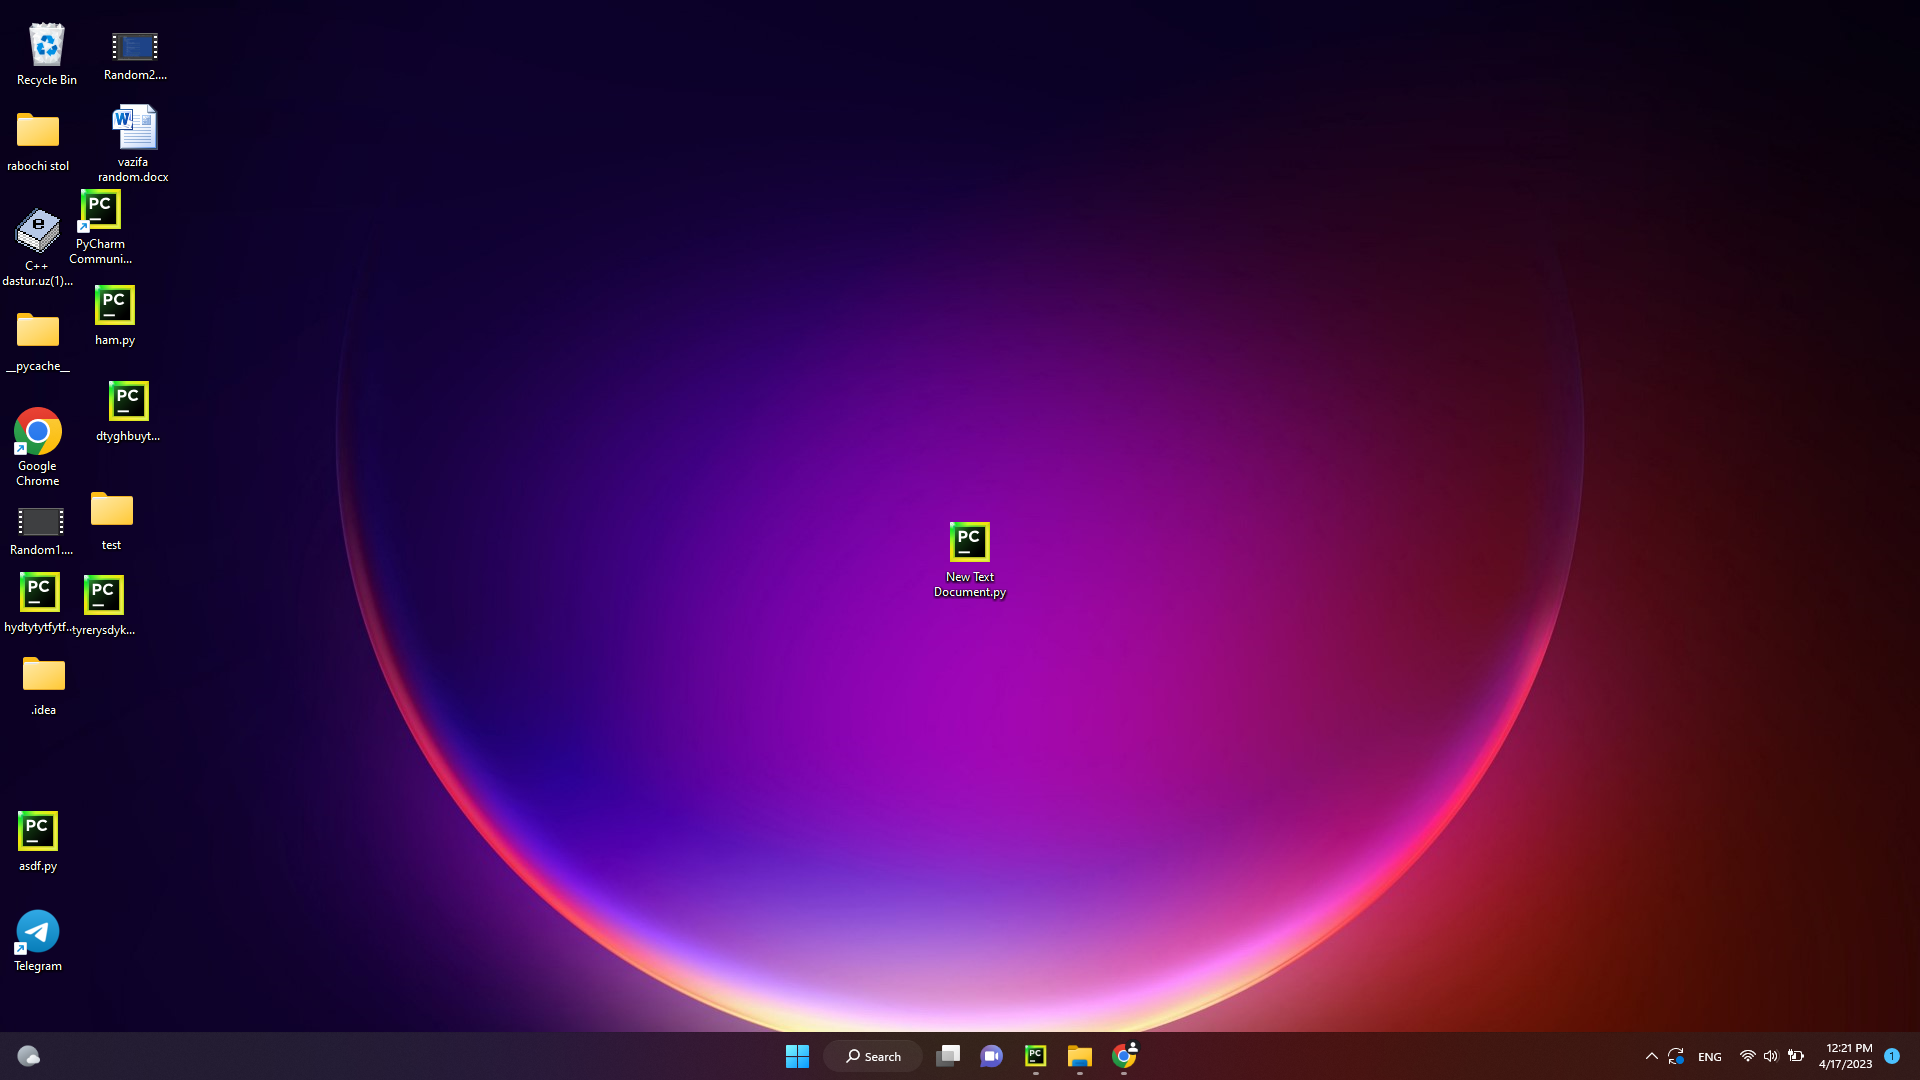 Recycle Bin
Random2....
rabochi stol
vazifa
random.docx
C++
dastur.uz(1)...
PC
PyCharm
Communi...
PC
ham.py
__pycache__
PC
dtyghbuyt...
Google
Chrome
Random1....
test
PC
hydtytytfytf...
PC
tyrerysdyk...
.idea
PC
asdf.py
Telegram
PC
New Text
Document.py
Search
PC
ENG
12:21 PM
4/17/2023
1